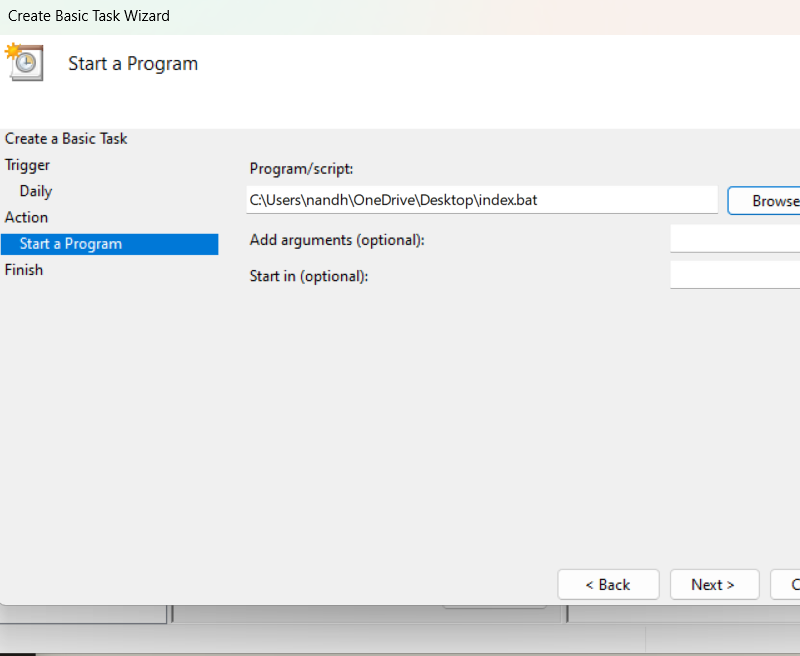 Create Basic Task Wizard
Start a Program
Create a Basic Task
Trigger
Daily
Action
Start a Program
Finish
Program/script:
C:\Users\nandh\OneDrive\Desktop\index.bat
Browse
Add arguments (optional):
Start in (optional):
< Back
Next >
C